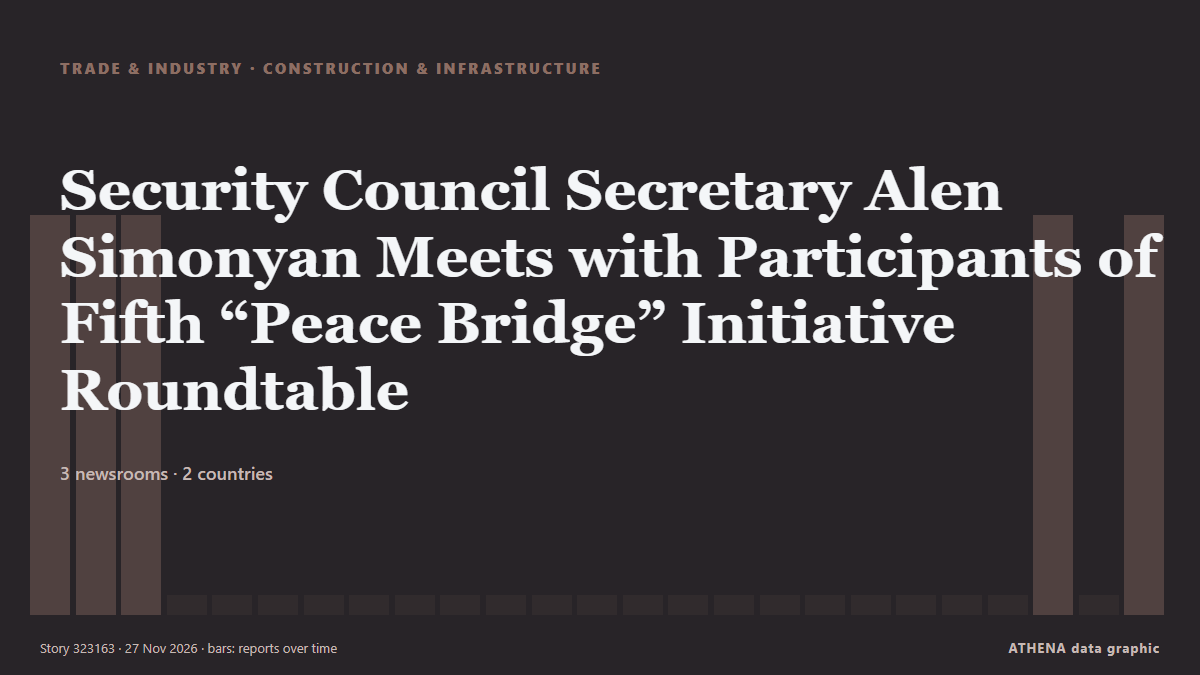 TRADE & INDUSTRY · CONSTRUCTION & INFRASTRUCTURE
Security Council Secretary Alen
Simonyan Meets with Participants of
Fifth “Peace Bridge” Initiative
Roundtable
3 newsrooms · 2 countries
Story 323163 · 27 Nov 2026 · bars: reports over time
ATHENA data graphic